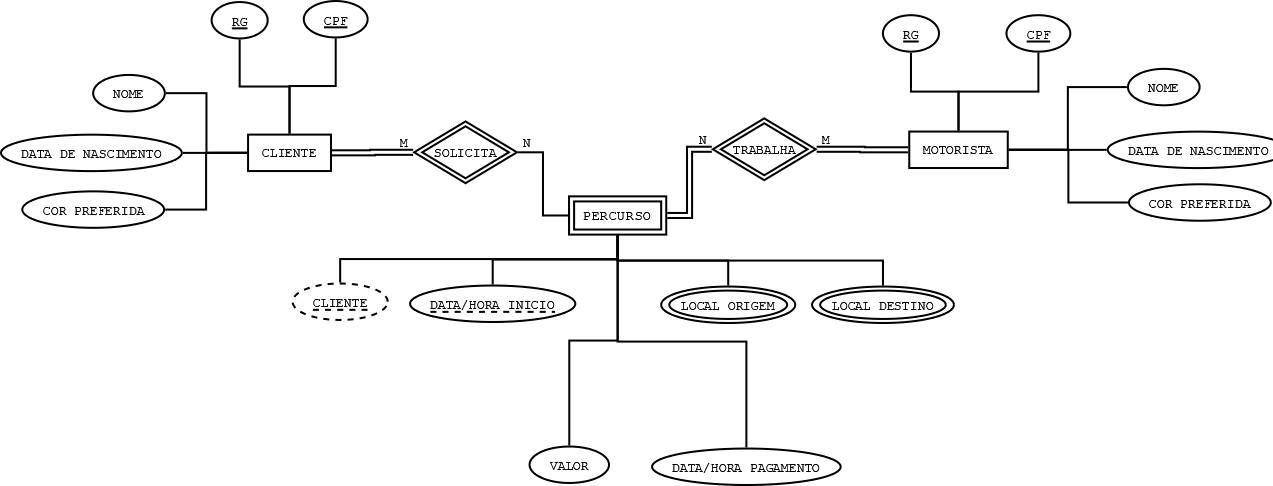 RG
CPF
RG
CPF
NOME
NOME
DATA DE NASCIMENTO
CLIENTE
M
SOLICITA
N
N
TRABALHA
M
MOTORISTA
DATA DE NASCIMENTO
COR PREFERIDA
PERCURSO
COR PREFERIDA
CLIENTE
DATA/HORA INICIO
LOCAL ORIGEM
LOCAL DESTINO
VALOR
DATA/HORA PAGAMENTO